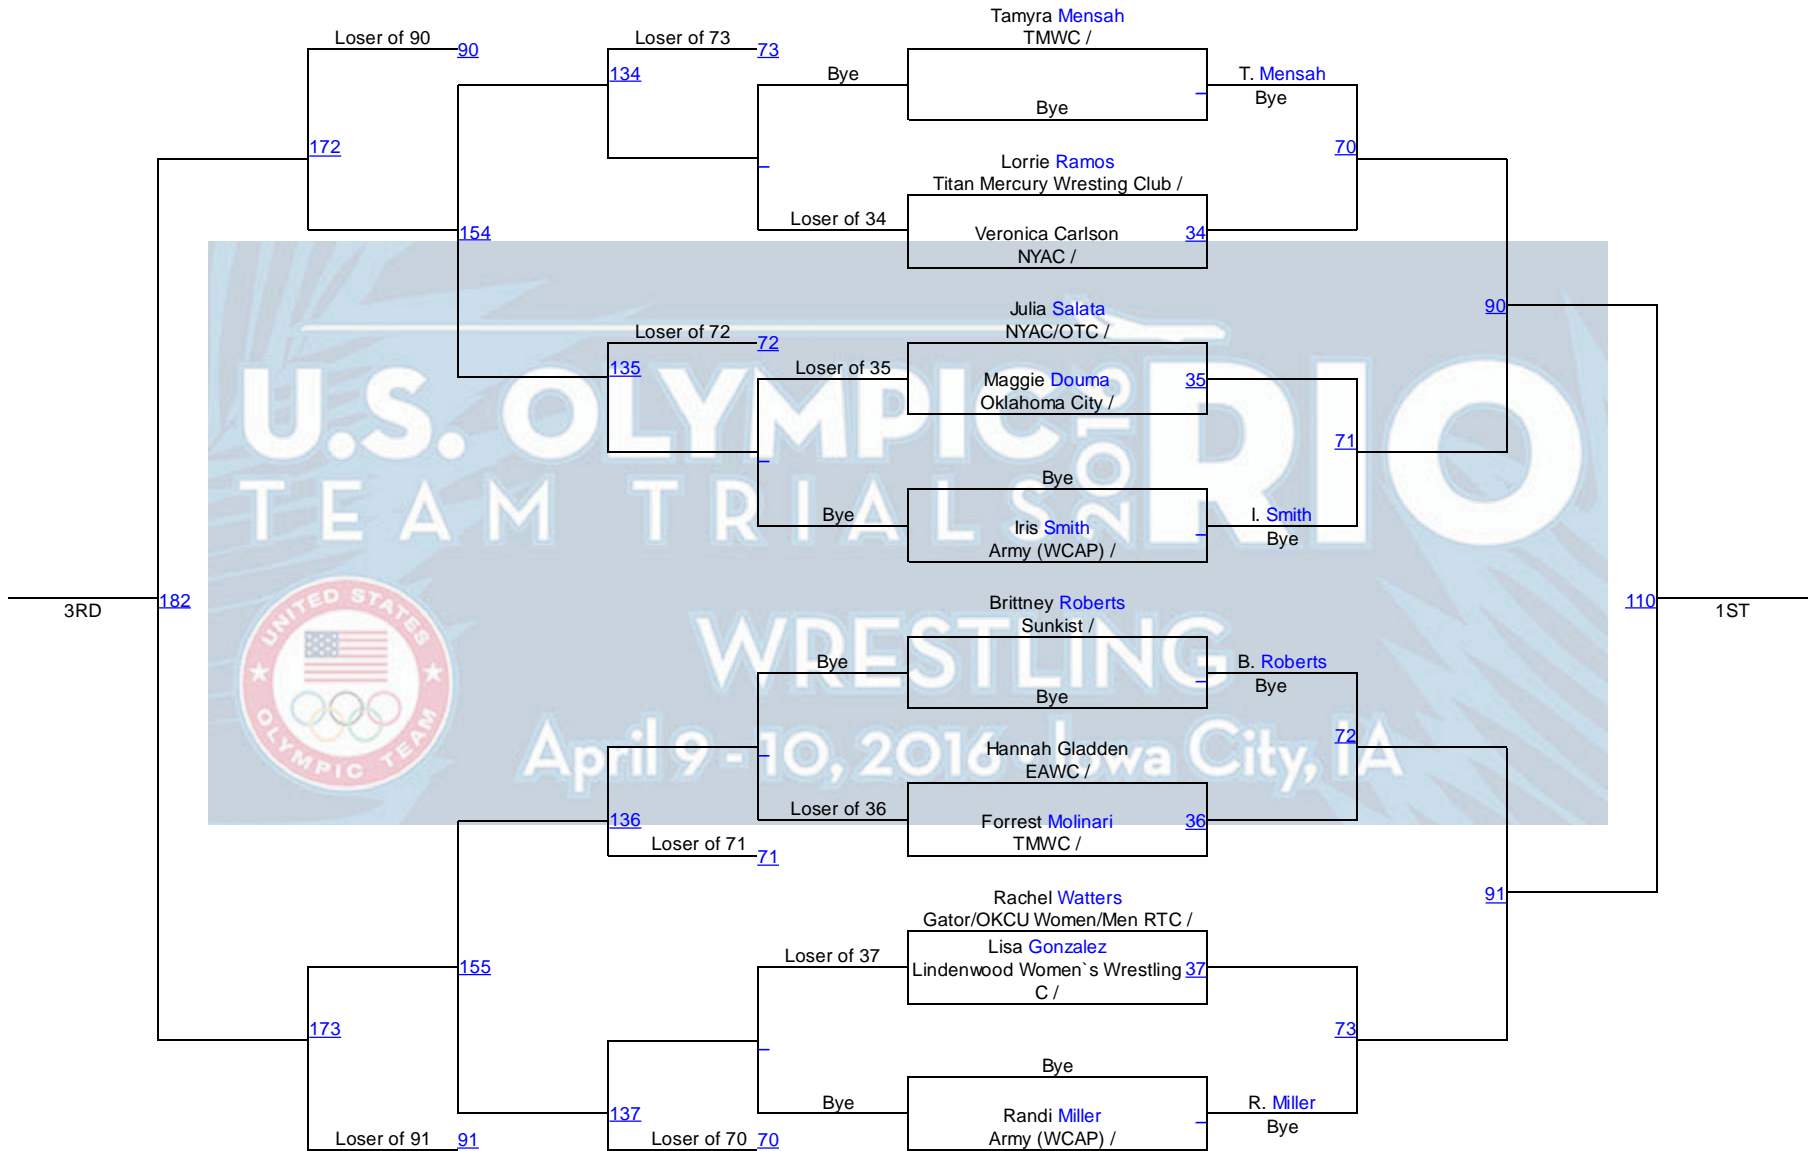 Tamyra Mensah
TMWC /
Loser of 90
90
Loser of 73
73
134
Bye
T. Mensah
Bye
Bye
172
70
Lorrie Ramos
Titan Mercury Wresting Club /
Loser of 34
Veronica Carlson
34
NYAC /
154
Julia Salata
NYAC/OTC /
90
Loser of 72
72
135
Loser of 35
Maggie Douma
35
Oklahoma City /
71
Bye
Bye
Iris Smith
Army (WCAP) /
I. Smith
Bye
U.S. OLYMPIC
TEAM TRIALS
2016
RIO
3RD
182
Brittney Roberts
Sunkist /
110
1ST
UNITED STATES
OLYMPIC TEAM
WRESTLING
Bye
B. Roberts
Bye
Bye
April 9 - 10, 2016 • Iowa City, IA
Hannah Gladden
EAWC /
72
Loser of 36
136
Forrest Molinari
36
TMWC /
Loser of 71
71
Rachel Watters
Gator/OKCU Women/Men RTC /
91
Loser of 37
Lisa Gonzalez
Lindenwood Women`s Wrestling
37
C /
155
173
73
Bye
Bye
Randi Miller
Army (WCAP) /
R. Miller
Bye
137
Loser of 91
91
Loser of 70
70